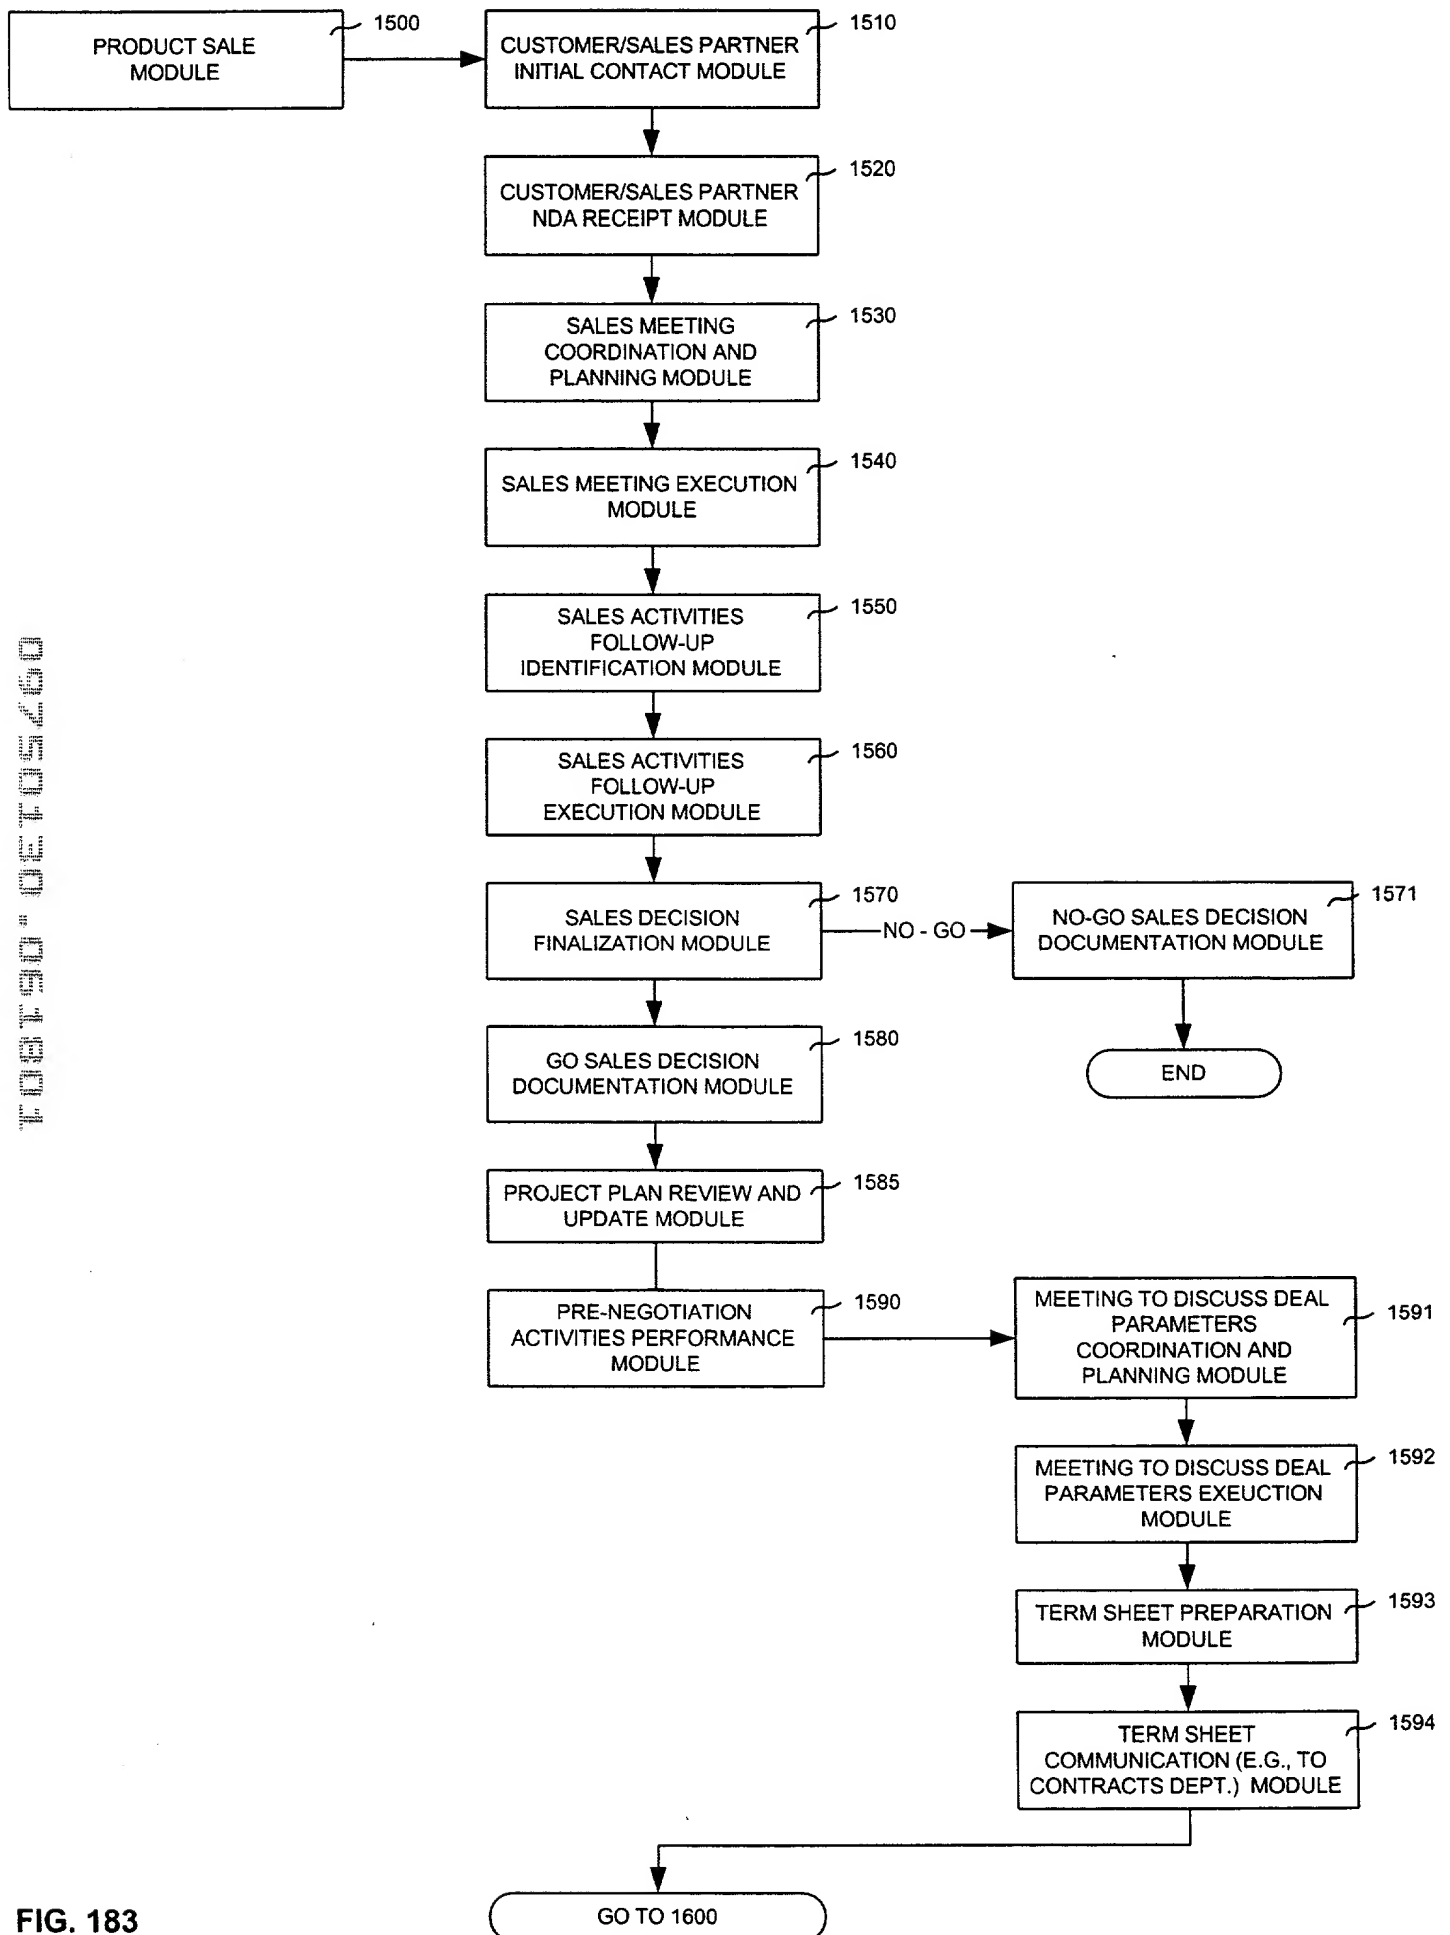 PRODUCT SALE
MODULE
1500
CUSTOMER/SALES PARTNER
INITIAL CONTACT MODULE
1510
CUSTOMER/SALES PARTNER
NDA RECEIPT MODULE
1520
SALES MEETING
COORDINATION AND
PLANNING MODULE
1530
SALES MEETING EXECUTION
MODULE
1540
SALES ACTIVITIES
FOLLOW-UP
IDENTIFICATION MODULE
1550
SALES ACTIVITIES
FOLLOW-UP
EXECUTION MODULE
1560
SALES DECISION
FINALIZATION MODULE
1570
NO - GO
NO-GO SALES DECISION
DOCUMENTATION MODULE
1571
END
GO SALES DECISION
DOCUMENTATION MODULE
1580
PROJECT PLAN REVIEW AND
UPDATE MODULE
1585
PRE-NEGOTIATION
ACTIVITIES PERFORMANCE
MODULE
1590
MEETING TO DISCUSS DEAL
PARAMETERS
COORDINATION AND
PLANNING MODULE
1591
MEETING TO DISCUSS DEAL
PARAMETERS EXEUCTION
MODULE
1592
TERM SHEET PREPARATION
MODULE
1593
TERM SHEET
COMMUNICATION (E.G., TO
CONTRACTS DEPT.) MODULE
1594
GO TO 1600
FIG. 183